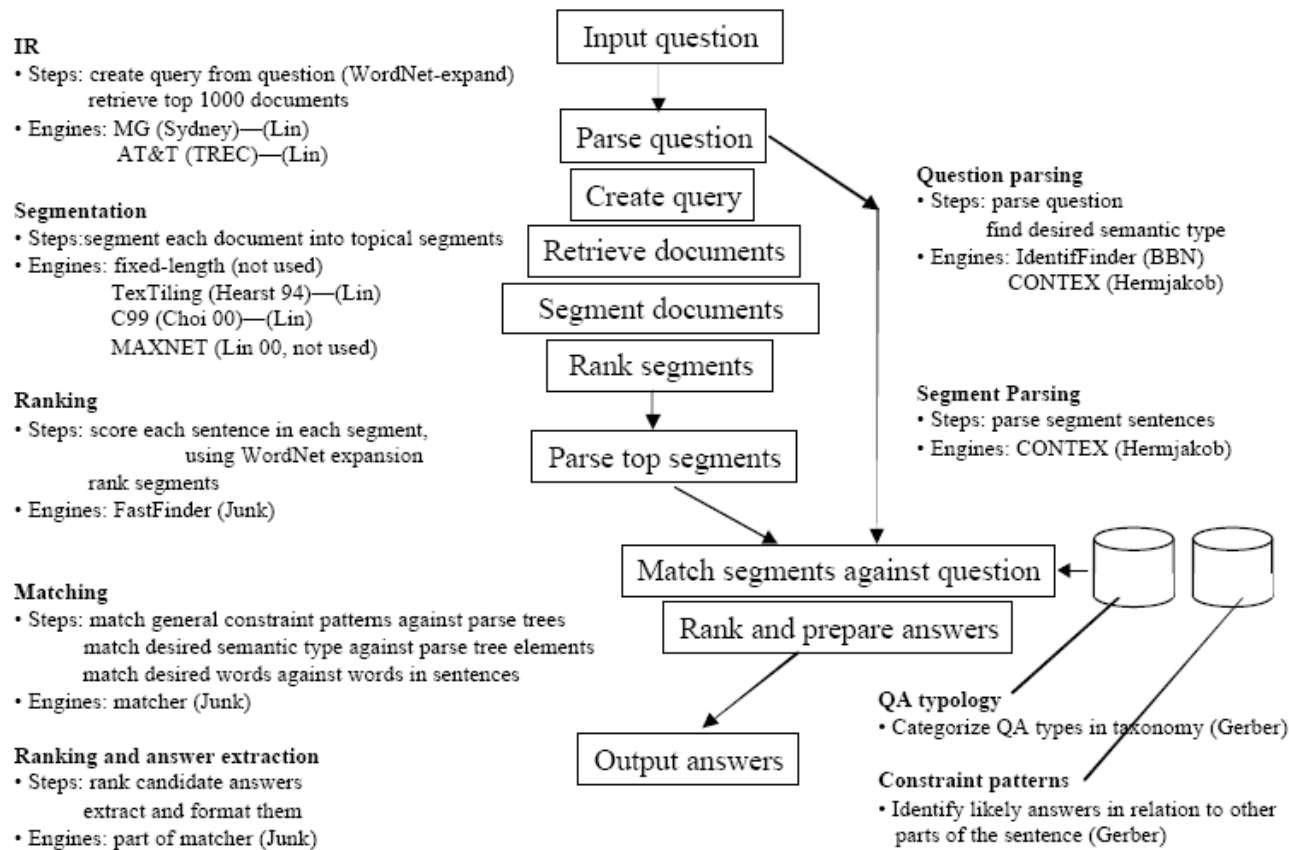 IR
• Steps: create query from question (WordNet-expand)
retrieve top 1000 documents
• Engines: MG (Sydney)—(Lin)
AT&T (TREC)—(Lin)
Segmentation
• Steps:segment each document into topical segments
• Engines: fixed-length (not used)
TexTiling (Hearst 94)—(Lin)
C99 (Choi 00)—(Lin)
MAXNET (Lin 00, not used)
Ranking
• Steps: score each sentence in each segment,
using WordNet expansion
rank segments
• Engines: FastFinder (Junk)
Matching
• Steps: match general constraint patterns against parse trees
match desired semantic type against parse tree elements
match desired words against words in sentences
• Engines: matcher (Junk)
Ranking and answer extraction
• Steps: rank candidate answers
extract and format them
• Engines: part of matcher (Junk)
Input question
Parse question
Create query
Retrieve documents
Segment documents
Rank segments
Parse top segments
Match segments against question
Rank and prepare answers
Output answers
Question parsing
• Steps: parse question
find desired semantic type
• Engines: IdentifFinder (BBN)
CONTEX (Hermjakob)
Segment Parsing
• Steps: parse segment sentences
• Engines: CONTEX (Hermjakob)
QA typology
• Categorize QA types in taxonomy (Gerber)
Constraint patterns
• Identify likely answers in relation to other
parts of the sentence (Gerber)